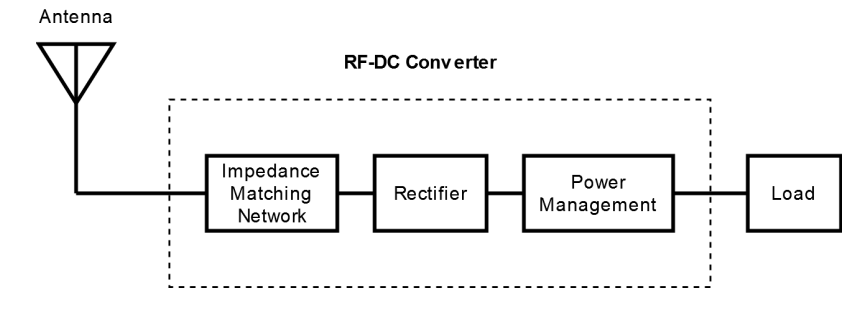 Antenna
RF-DC Converter
Impedance
Matching
Network
Rectifier
Power
Management
Load